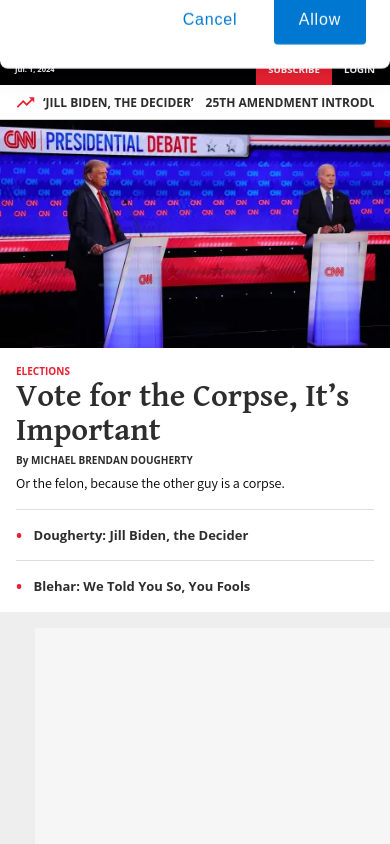 Cancel
Allow
Jul. 1, 2024
SUBSCRIBE
LOGIN
‘JILL BIDEN, THE DECIDER’
25TH AMENDMENT INTRODU
CNN PRESIDENTIAL DEBATE
CNN
CNN
ELECTIONS
Vote for the Corpse, It’s
Important
By MICHAEL BRENDAN DOUGHERTY
Or the felon, because the other guy is a corpse.
Dougherty: Jill Biden, the Decider
Blehar: We Told You So, You Fools